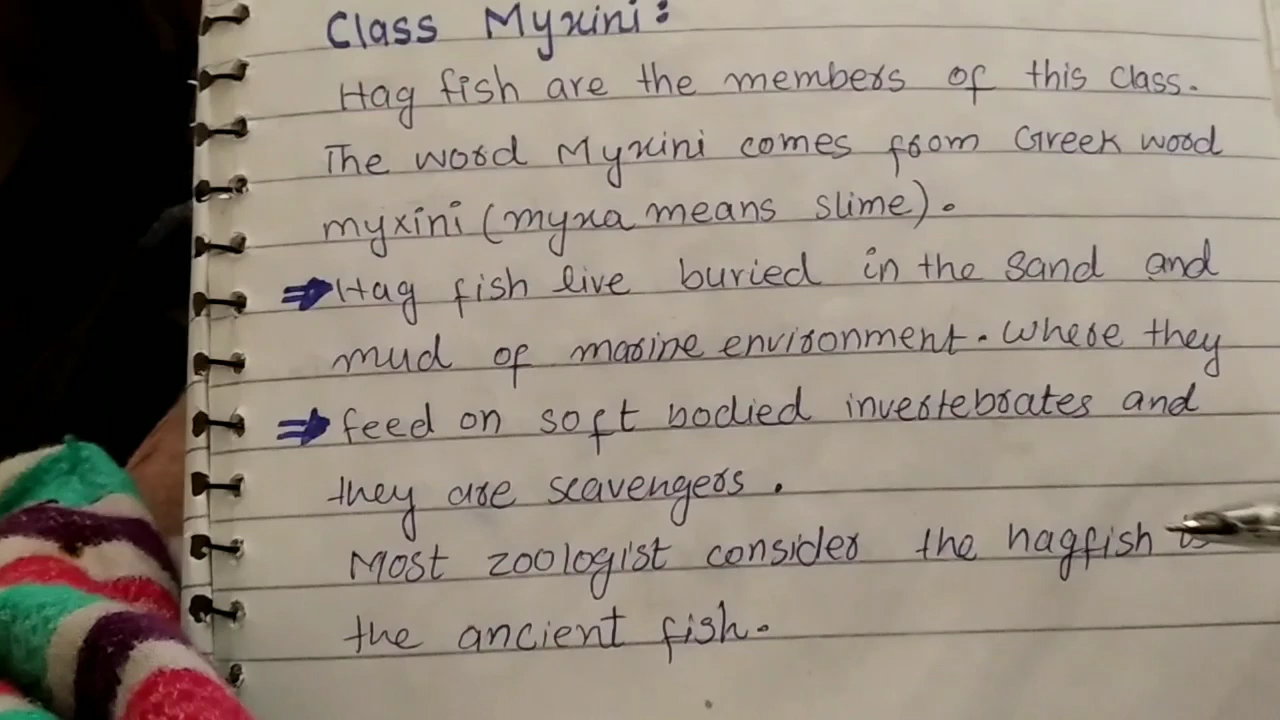 Class Myxini:
Hag fish are the members of this class.
The word Myxini comes from Greek word
myxini (myxa means slime).
⇒ Hag fish live buried in the sand and
mud of marine environment. Where they
⇒ feed on soft bodied invertebrates and
they are scavengers.
Most zoologist consider the hagfish
the ancient fish.